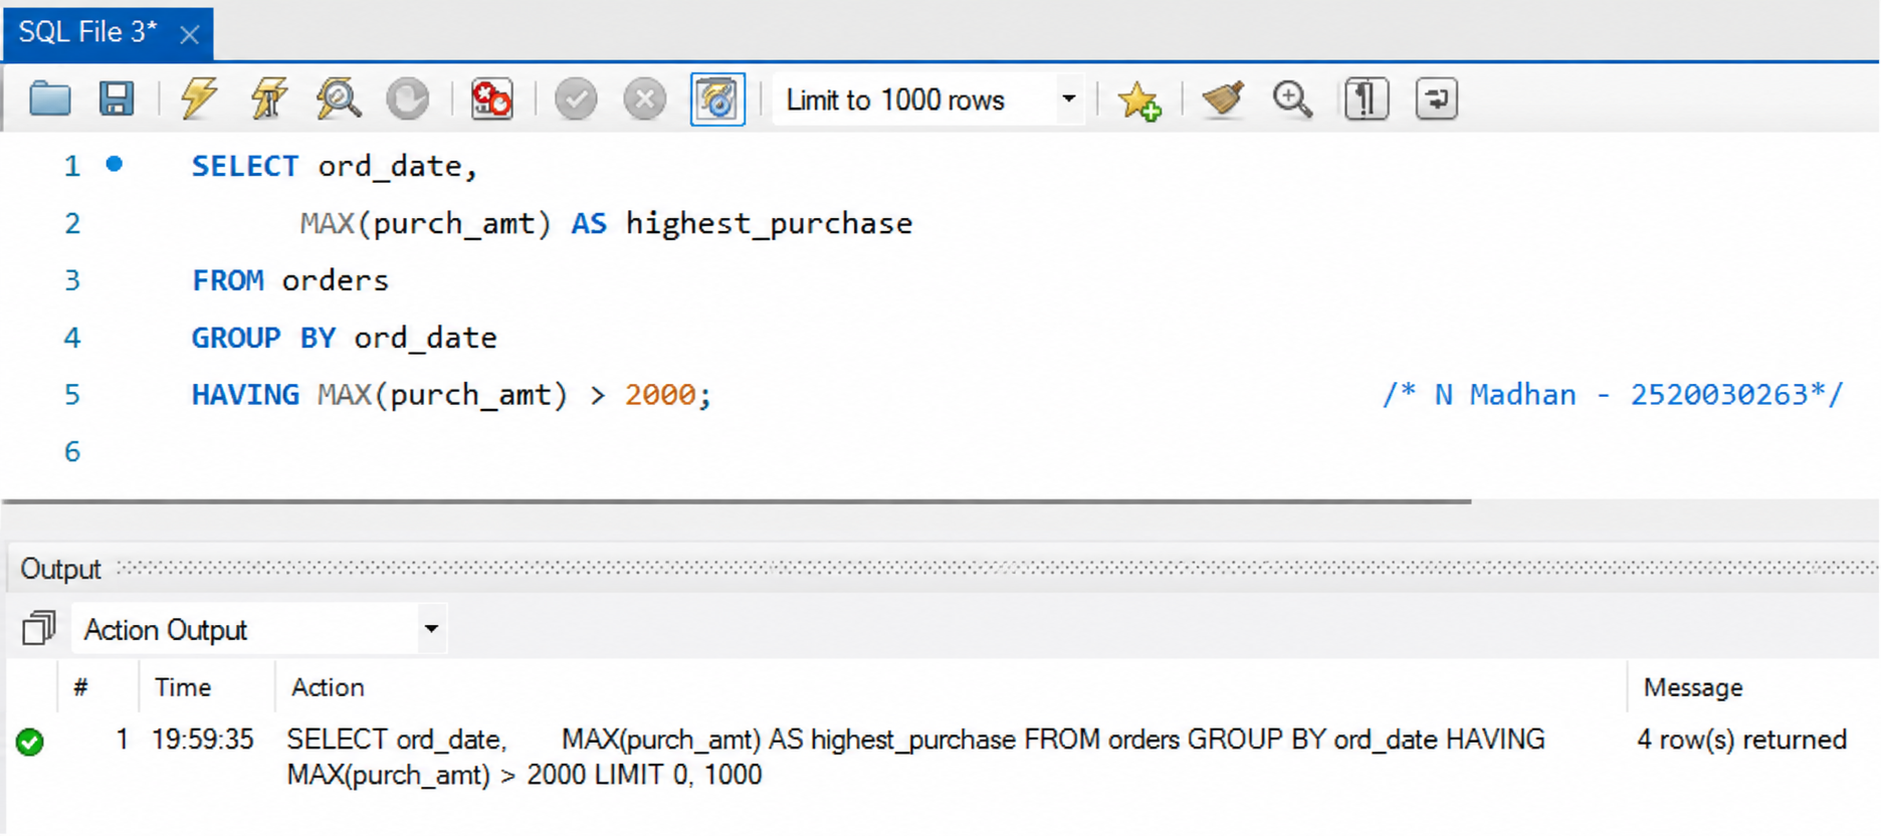 SQL File 3*
Limit to 1000 rows
1 SELECT ord_date,
2 MAX(purch_amt) AS highest_purchase
3 FROM orders
4 GROUP BY ord_date
5 HAVING MAX(purch_amt) > 2000; /* N Madhan - 2520030263*/
6
Output
Action Output
# Time Action Message
1 19:59:35 SELECT ord_date, MAX(purch_amt) AS highest_purchase FROM orders GROUP BY ord_date HAVING 4 row(s) returned
MAX(purch_amt) > 2000 LIMIT 0, 1000